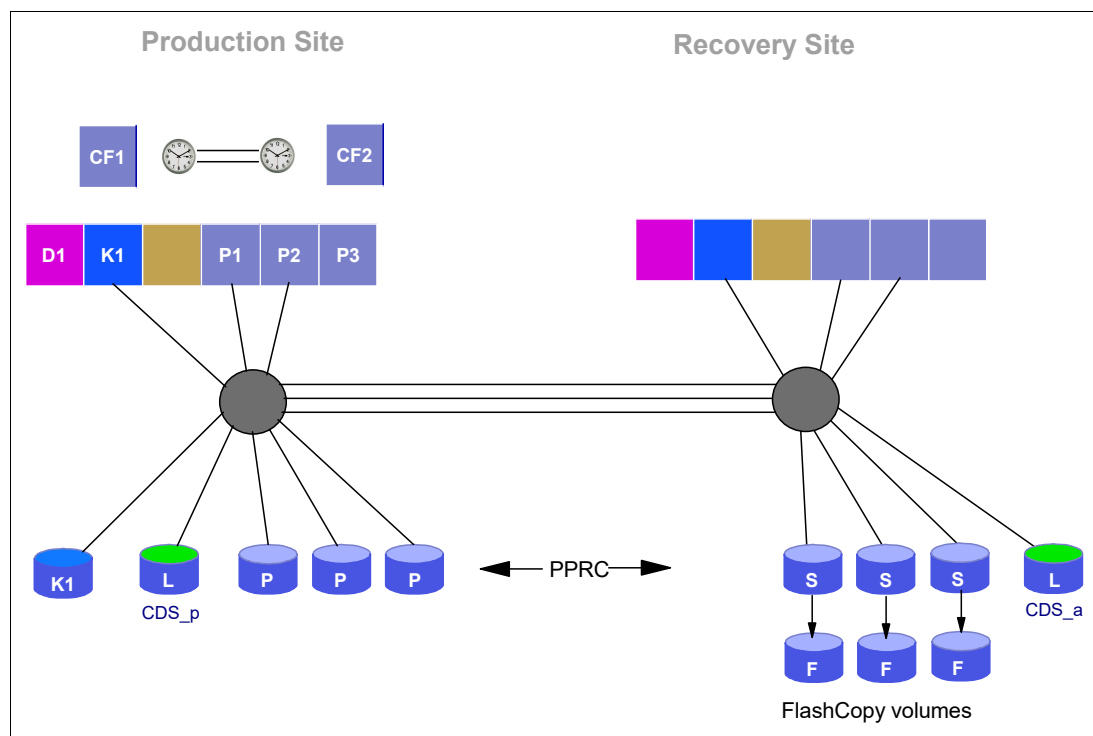 Production Site
Recovery Site
CF1
CF2
D1 K1 P1 P2 P3
PPRC
K1 L P P P
S S S L
CDS_p
CDS_a
F F F
FlashCopy volumes